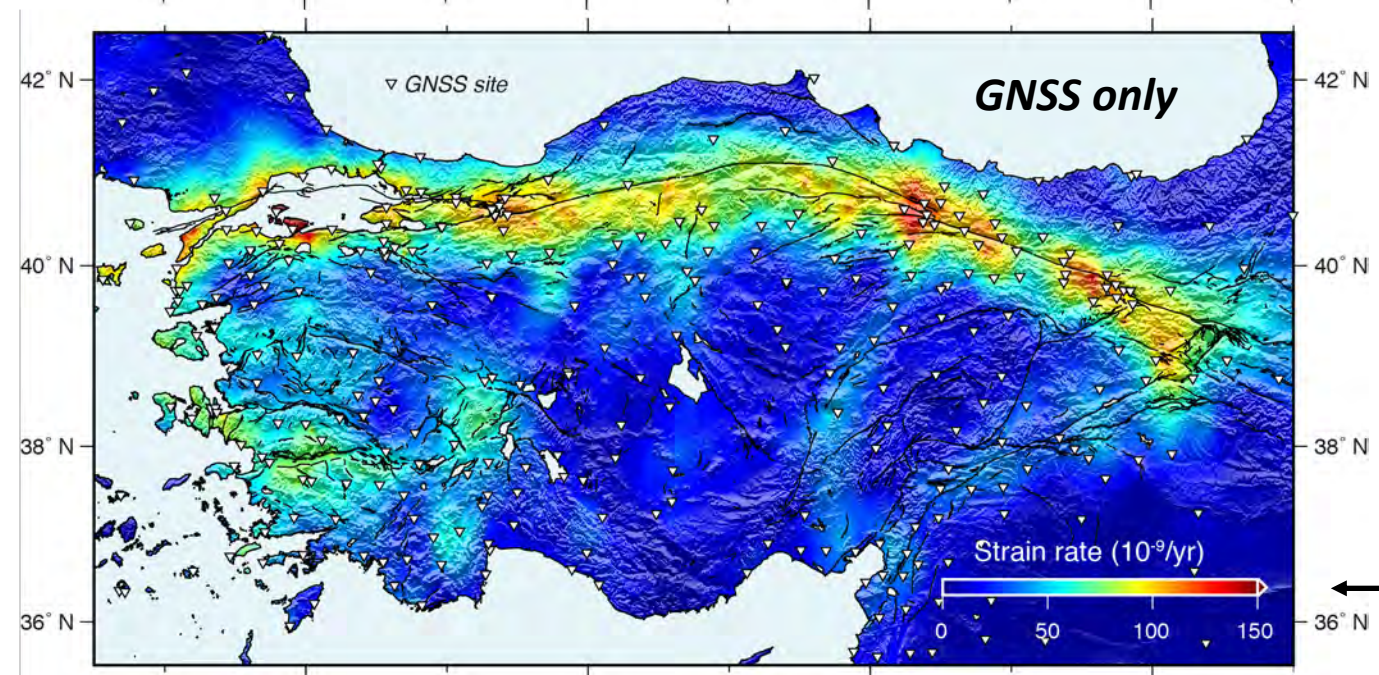 42° N
GNSS site
GNSS only
42° N
40° N
40° N
38° N
38° N
Strain rate (10⁻⁹/yr)
36° N
0
50
100
150
36° N